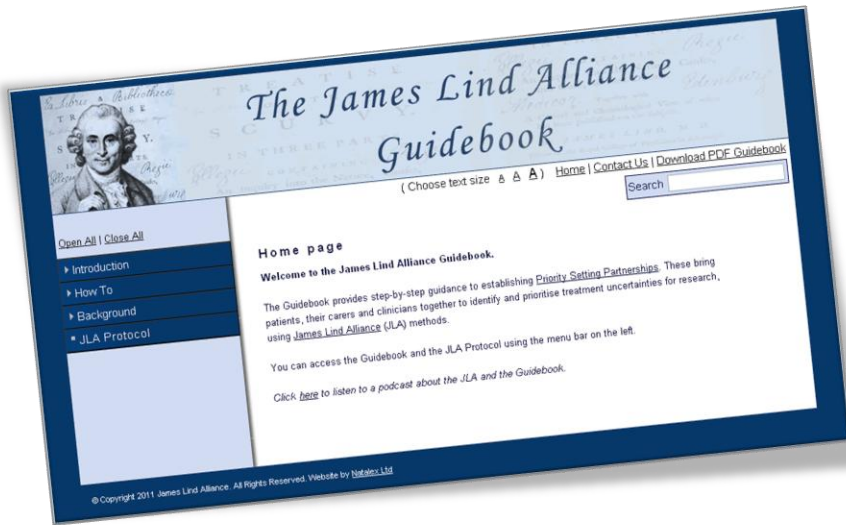 The James Lind Alliance
Guidebook
( Choose text size A A A ) Home | Contact Us | Download PDF Guidebook
Search
Open All | Close All
Introduction
How To
Background
JLA Protocol
Home page
Welcome to the James Lind Alliance Guidebook.
The Guidebook provides step-by-step guidance to establishing Priority Setting Partnerships. These bring
patients, their carers and clinicians together to identify and prioritise treatment uncertainties for research,
using James Lind Alliance (JLA) methods.
You can access the Guidebook and the JLA Protocol using the menu bar on the left.
Click here to listen to a podcast about the JLA and the Guidebook.
© Copyright 2011 James Lind Alliance. All Rights Reserved. Website by Natalex Ltd